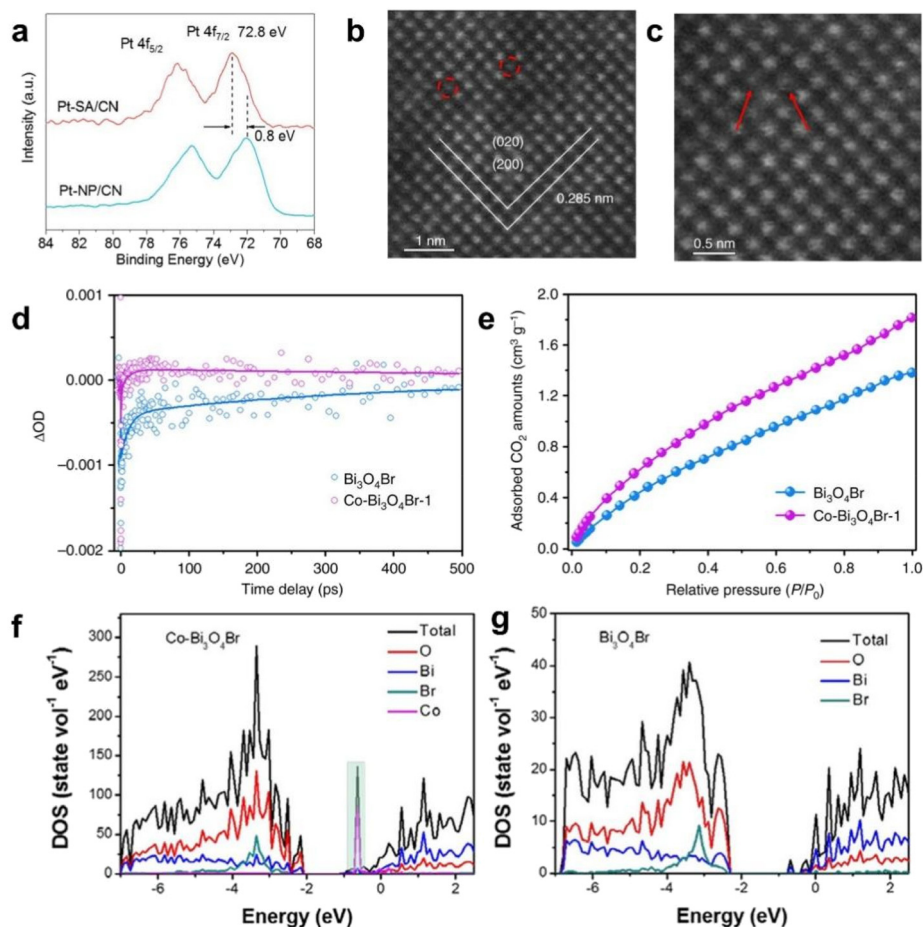 a
Pt 4f5/2
Pt 4f7/2 72.8 eV
Pt-SA/CN
0.8 eV
Pt-NP/CN
Intensity (a.u.)
84 82 80 78 76 74 72 70 68
Binding Energy (eV)
b
(020)
(200)
0.285 nm
1 nm
c
0.5 nm
d
0.001
0.000
−0.001
−0.002
ΔOD
Bi3O4Br
Co-Bi3O4Br-1
0 100 200 300 400 500
Time delay (ps)
e
2.0
1.6
1.2
0.8
0.4
0.0
Adsorbed CO2 amounts (cm3 g−1)
Bi3O4Br
Co-Bi3O4Br-1
0.0 0.2 0.4 0.6 0.8 1.0
Relative pressure (P/P0)
f
Co-Bi3O4Br
Total
O
Bi
Br
Co
300
250
200
150
100
50
0
DOS (state vol-1 eV-1)
-6 -4 -2 0 2
Energy (eV)
g
Bi3O4Br
Total
O
Bi
Br
50
40
30
20
10
0
DOS (state vol-1 eV-1)
-6 -4 -2 0 2
Energy (eV)